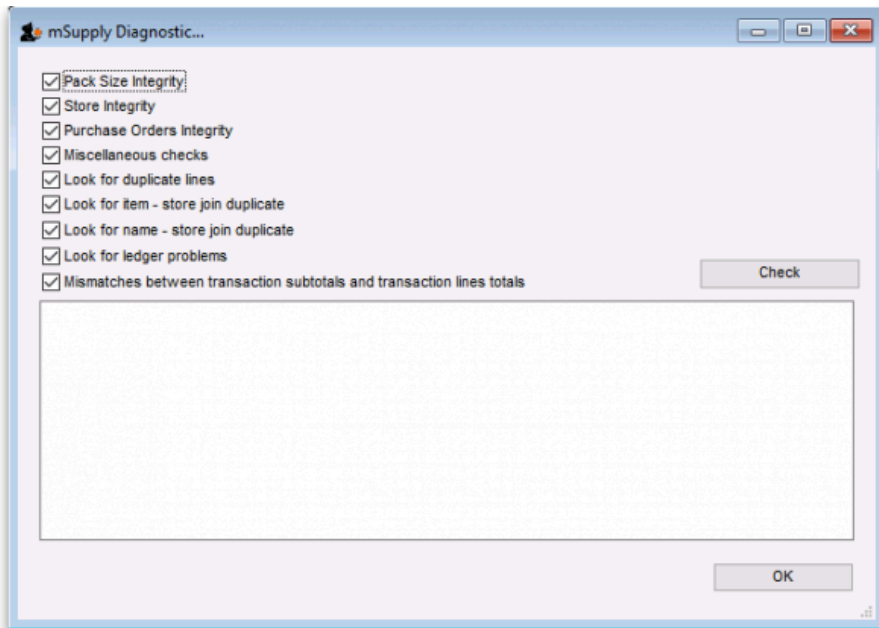 mSupply Diagnostic...
Pack Size Integrity
Store Integrity
Purchase Orders Integrity
Miscellaneous checks
Look for duplicate lines
Look for item - store join duplicate
Look for name - store join duplicate
Look for ledger problems
Mismatches between transaction subtotals and transaction lines totals
Check
OK